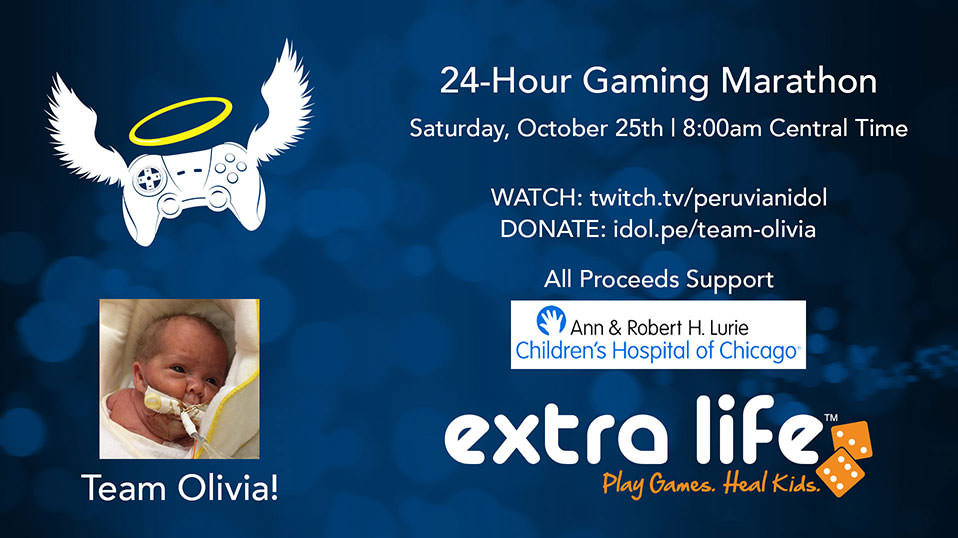 24-Hour Gaming Marathon
Saturday, October 25th | 8:00am Central Time
WATCH: twitch.tv/peruvianidol
DONATE: idol.pe/team-olivia
All Proceeds Support
Ann & Robert H. Lurie
Children's Hospital of Chicago®
extra life™
Play Games. Heal Kids.
Team Olivia!